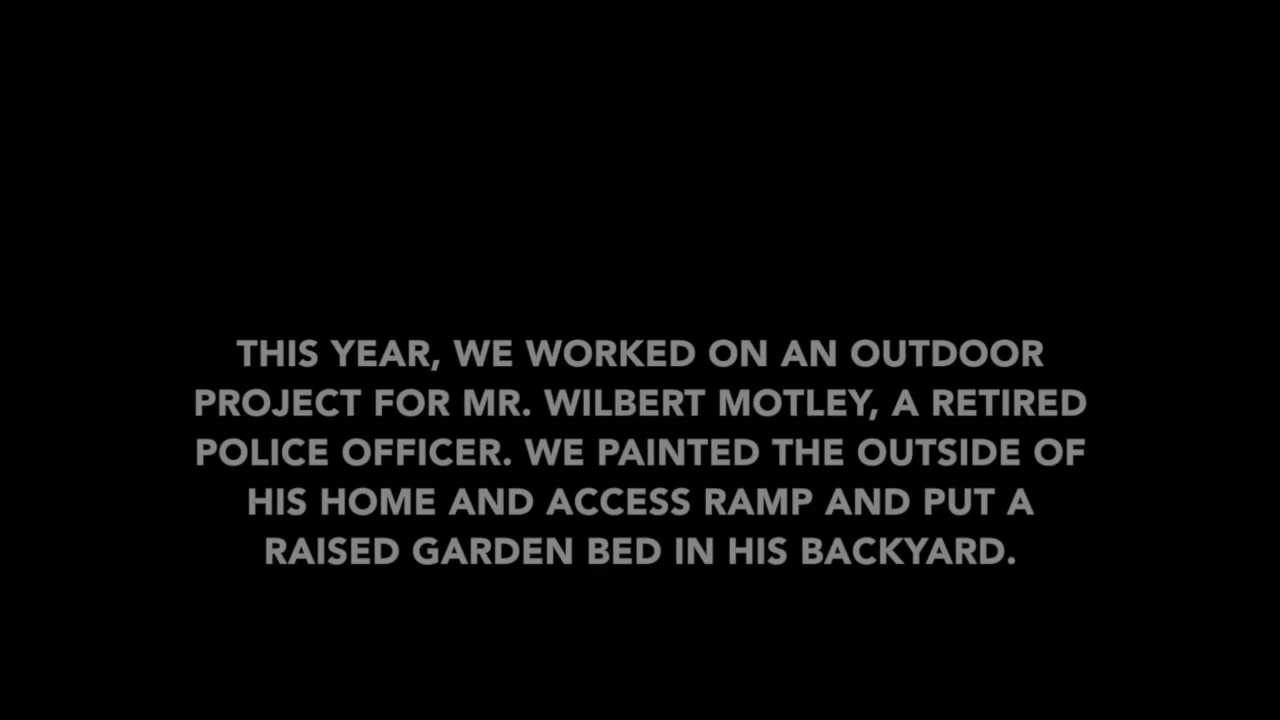 THIS YEAR, WE WORKED ON AN OUTDOOR
PROJECT FOR MR. WILBERT MOTLEY, A RETIRED
POLICE OFFICER. WE PAINTED THE OUTSIDE OF
HIS HOME AND ACCESS RAMP AND PUT A
RAISED GARDEN BED IN HIS BACKYARD.